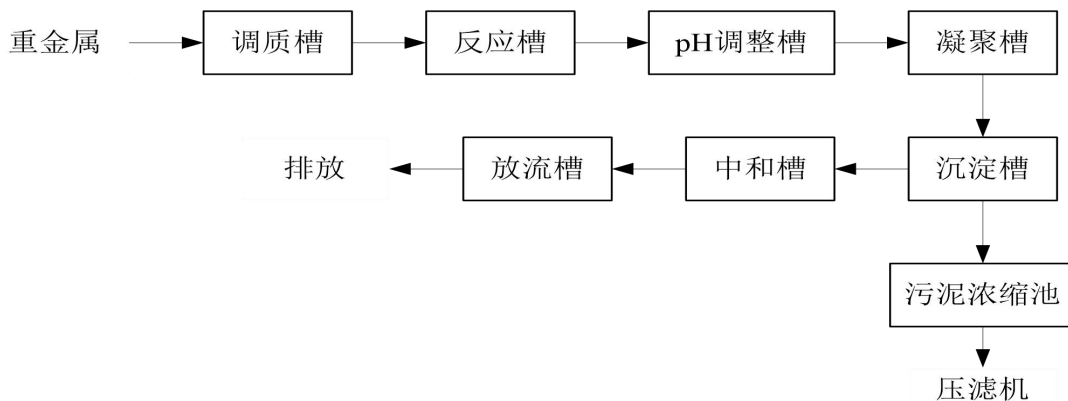 重金属
调质槽
反应槽
pH调整槽
凝聚槽
排放
放流槽
中和槽
沉淀槽
污泥浓缩池
压滤机